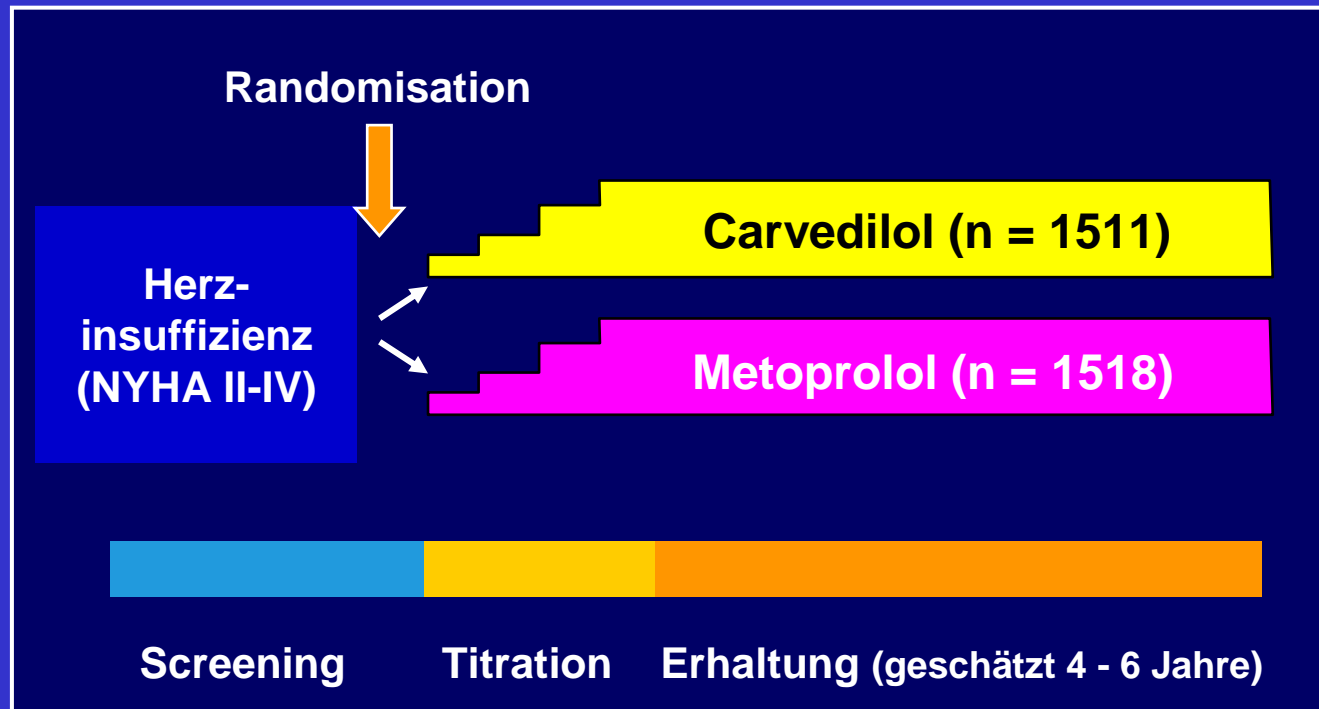 Randomisation
Carvedilol (n = 1511)
Herz-
insuffizienz
(NYHA II-IV)
Metoprolol (n = 1518)
Screening Titration Erhaltung (geschätzt 4 - 6 Jahre)